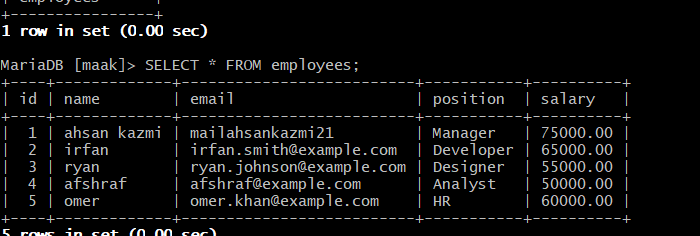 | employees |
+----------------+
1 row in set (0.00 sec)
MariaDB [maak]> SELECT * FROM employees;
+----+-------------+--------------------------+-----------+----------+
| id | name        | email                    | position  | salary   |
+----+-------------+--------------------------+-----------+----------+
|  1 | ahsan kazmi | mailahsankazmi21         | Manager   | 75000.00 |
|  2 | irfan       | irfan.smith@example.com  | Developer | 65000.00 |
|  3 | ryan        | ryan.johnson@example.com | Designer  | 55000.00 |
|  4 | afshraf     | afshraf@example.com      | Analyst   | 50000.00 |
|  5 | omer        | omer.khan@example.com    | HR        | 60000.00 |
+----+-------------+--------------------------+-----------+----------+
5 rows in set (0.00 sec)